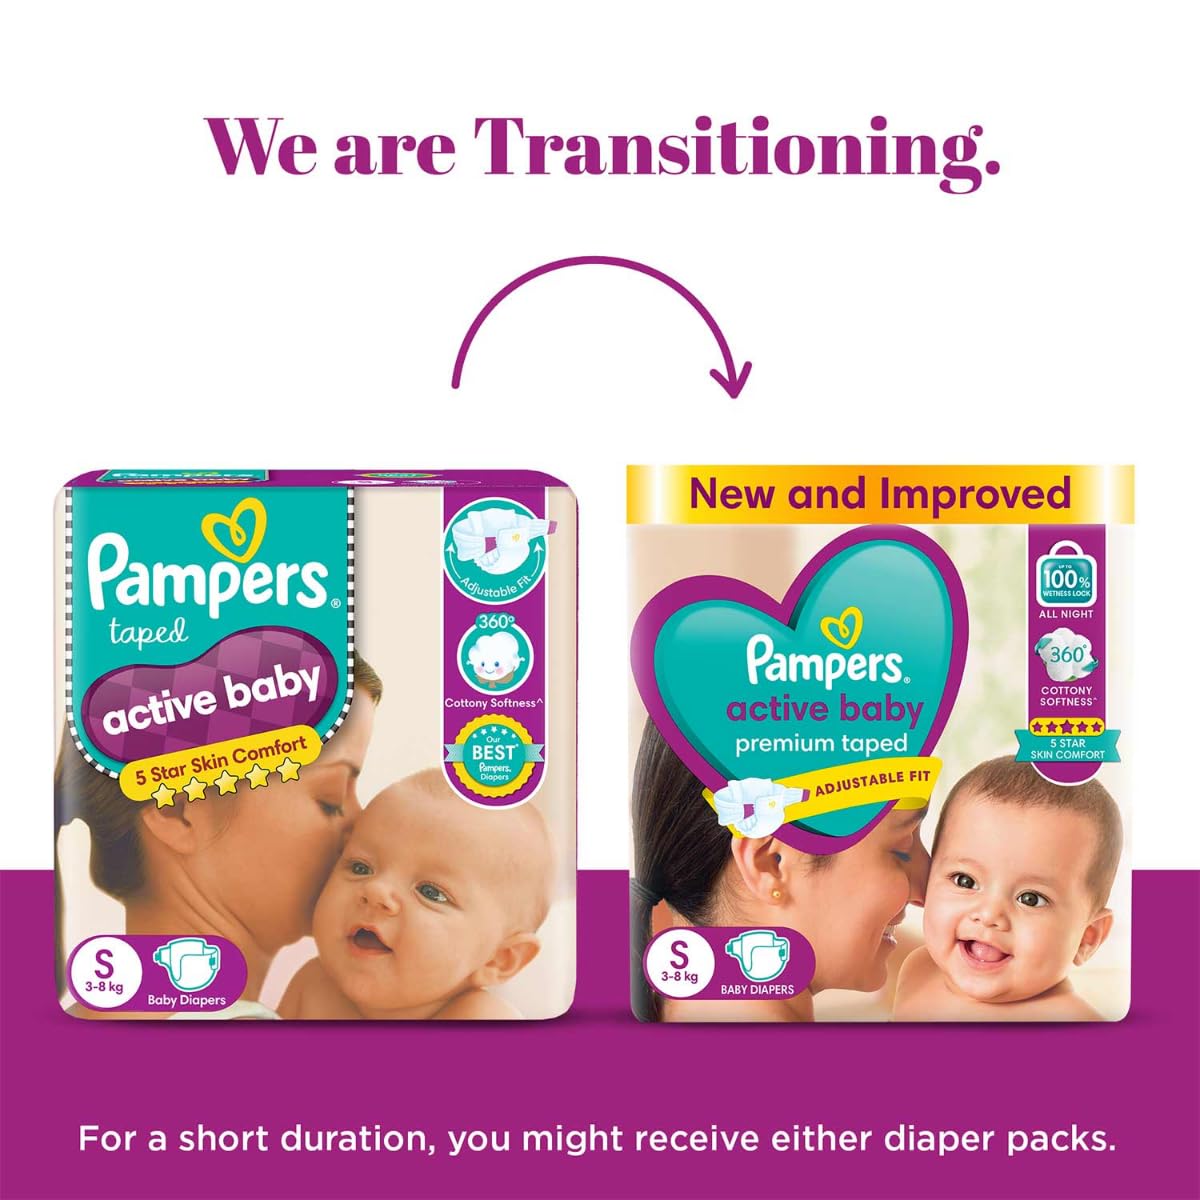 We are Transitioning.
Pampers®
taped
active baby
5 Star Skin Comfort
Adjustable Fit
360°
Cottony Softness^
Our
BEST*
Pampers
Diapers
S
3-8 kg
Baby Diapers
New and Improved
Pampers®
active baby
premium taped
ADJUSTABLE FIT
UP TO
100%
WETNESS LOCK
ALL NIGHT
360°
COTTONY
SOFTNESS^
5 STAR
SKIN COMFORT
S
3-8 kg
BABY DIAPERS
For a short duration, you might receive either diaper packs.